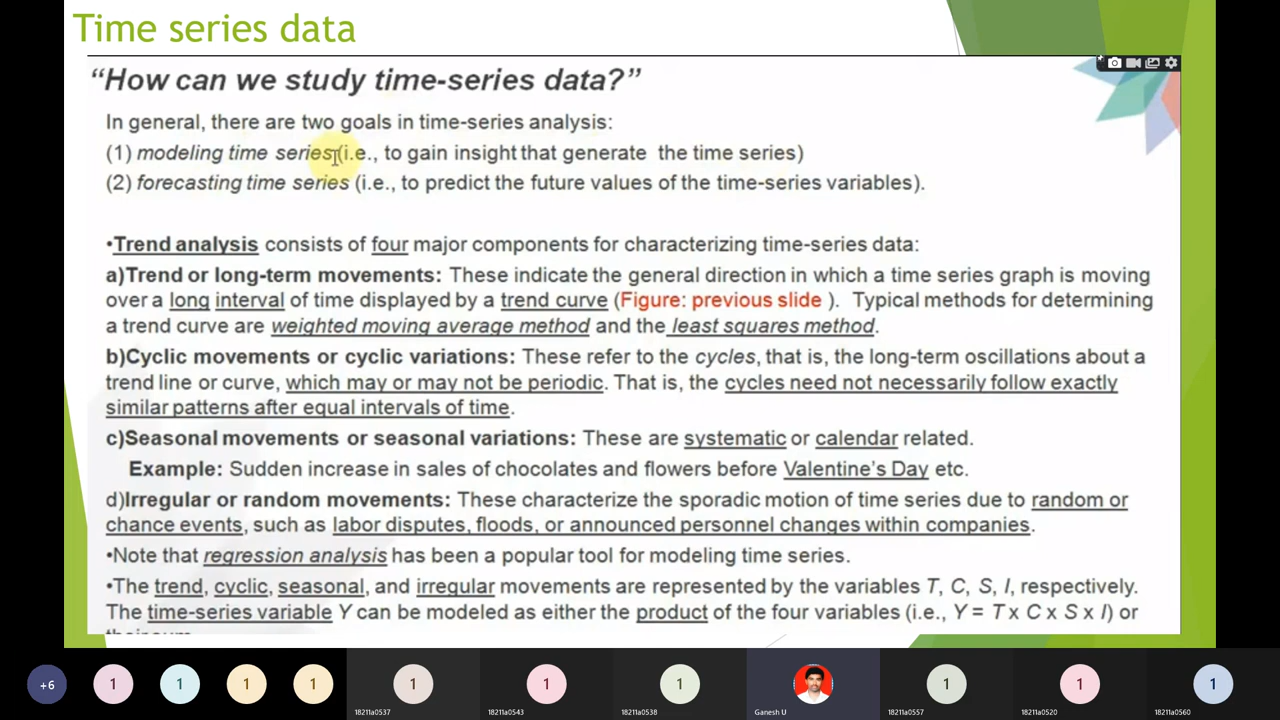 Time series data
“How can we study time-series data?”
In general, there are two goals in time-series analysis:
(1) modeling time series (i.e., to gain insight that generate the time series)
(2) forecasting time series (i.e., to predict the future values of the time-series variables).
•Trend analysis consists of four major components for characterizing time-series data:
a)Trend or long-term movements: These indicate the general direction in which a time series graph is moving
over a long interval of time displayed by a trend curve (Figure: previous slide ). Typical methods for determining
a trend curve are weighted moving average method and the least squares method.
b)Cyclic movements or cyclic variations: These refer to the cycles, that is, the long-term oscillations about a
trend line or curve, which may or may not be periodic. That is, the cycles need not necessarily follow exactly
similar patterns after equal intervals of time.
c)Seasonal movements or seasonal variations: These are systematic or calendar related.
Example: Sudden increase in sales of chocolates and flowers before Valentine’s Day etc.
d)Irregular or random movements: These characterize the sporadic motion of time series due to random or
chance events, such as labor disputes, floods, or announced personnel changes within companies.
•Note that regression analysis has been a popular tool for modeling time series.
•The trend, cyclic, seasonal, and irregular movements are represented by the variables T, C, S, I, respectively.
The time-series variable Y can be modeled as either the product of the four variables (i.e., Y = T x C x S x I) or
+6 1 1 1 1 1 1 1 1 1 1
18211a0537 18211a0543 18211a0538 Ganesh U 18211a0557 18211a0520 18211a0560